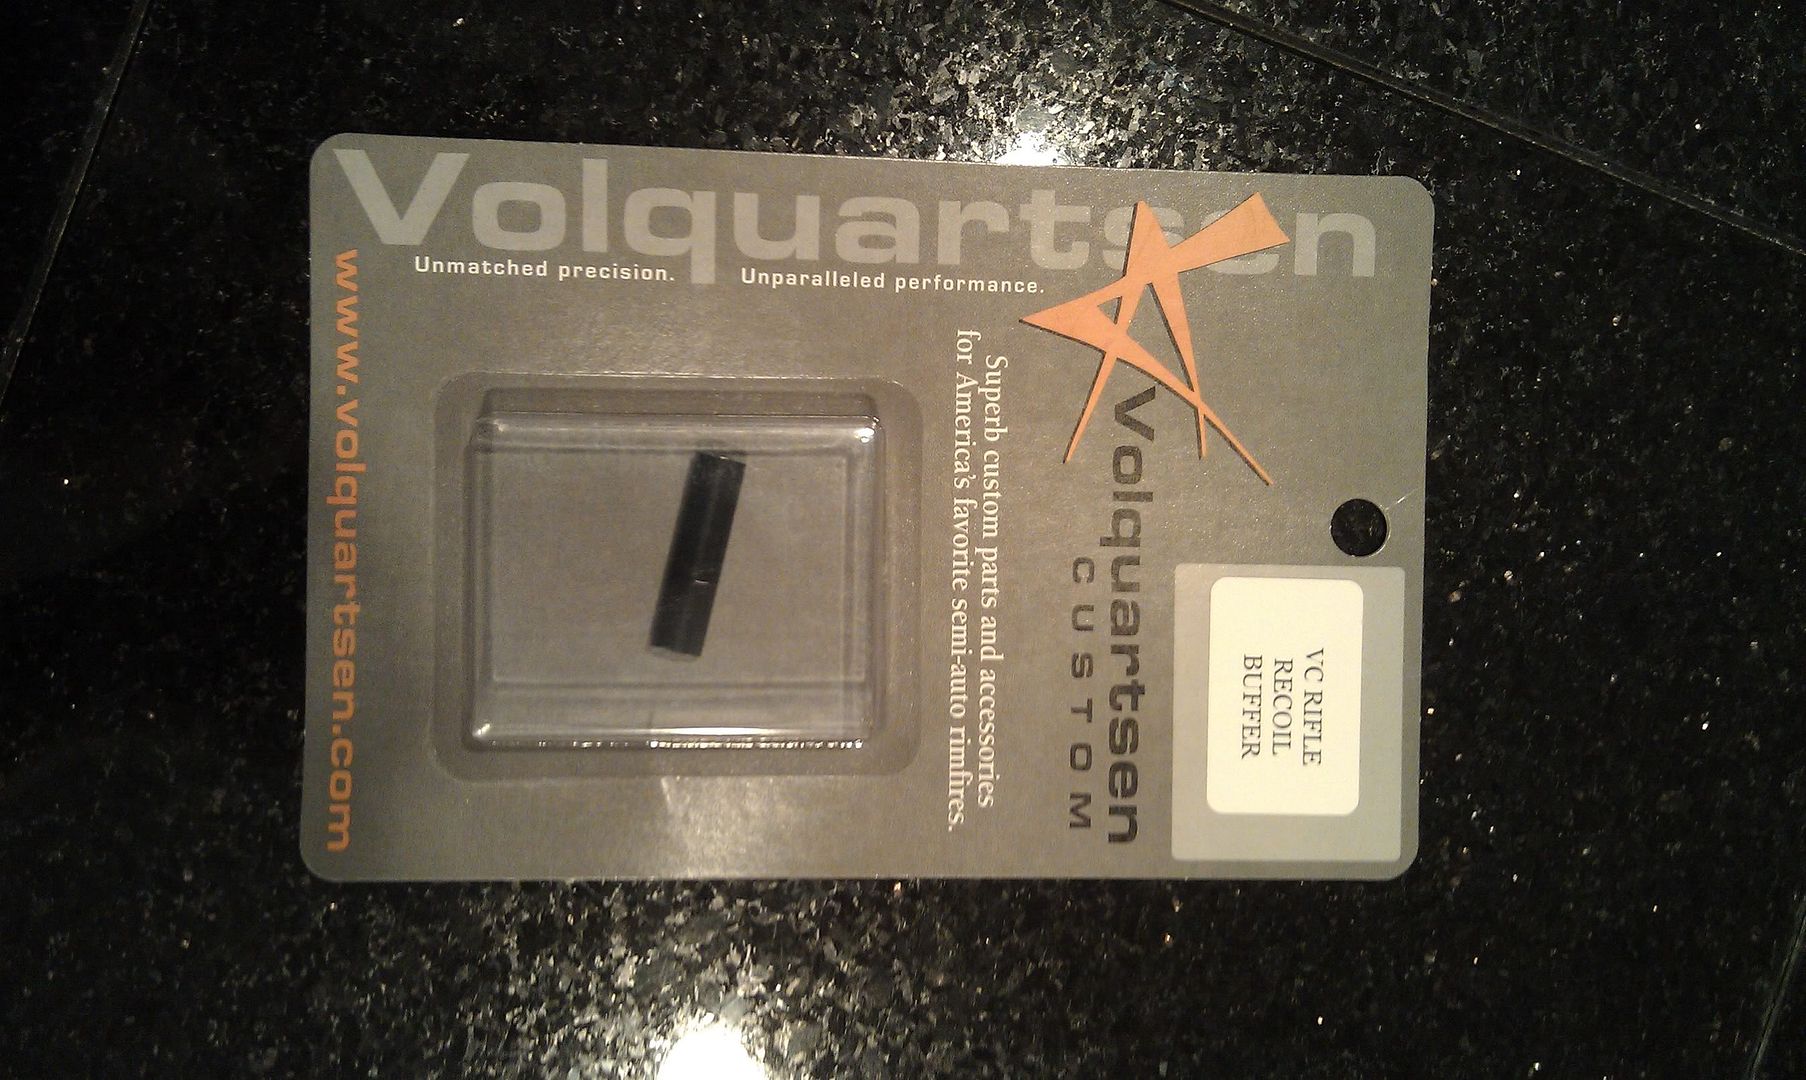 Volquartsen
Unmatched precision. Unparalleled performance.
VC RIFLE
RECOIL
BUFFER
Volquartsen
CUSTOM
Superb custom parts and accessories
for America's favorite semi-auto rimfires.
www.volquartsen.com